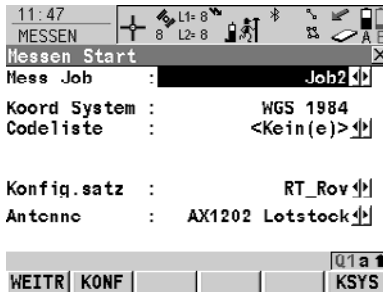 11:47
MESSEN
8
L1= 8
L2= 8
A B
Messen Start
Mess Job : Job2
Koord System : WGS 1984
Codeliste : <Kein(e)>
Konfig.satz : RT_Rov
Antenne : AX1202 Lotstock
Q1 a
WEITR KONF KSYS